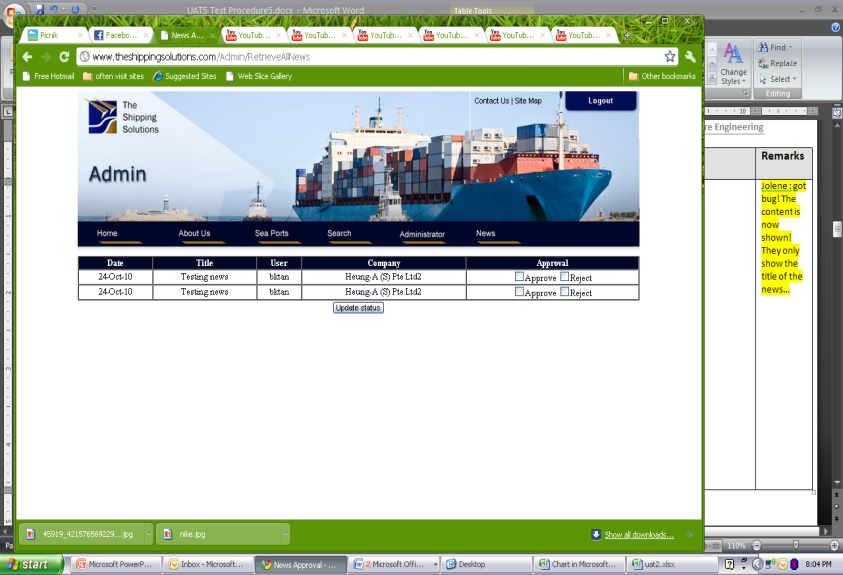 UAT5 Test Procedure5.docx - Microsoft Word
Table Tools
Picnik
Facebo...
News A...
YouTub...
YouTub...
YouTub...
YouTub...
YouTub...
YouTub...
www.theshippingsolutions.com/Admin/RetrieveAllNews
Free Hotmail
often visit sites
Suggested Sites
Web Slice Gallery
Other bookmarks
Find
Replace
Select
Change
Styles
Editing
The
Shipping
Solutions
Contact Us | Site Map
Logout
Admin
Home About Us Sea Ports Search Administrator News
Date Title User Company Approval
24-Oct-10 Testing news bktan Heung-A (S) Pte Ltd2 Approve Reject
24-Oct-10 Testing news bktan Heung-A (S) Pte Ltd2 Approve Reject
Update status
re Engineering
Remarks
Jolene: got
bug! The
content is
now
shown!
They only
show the
title of the
news...
45919_421576569229....jpg
nike.jpg
Show all downloads...
Pa
110%
start
Microsoft PowerP...
Inbox - Microsoft...
News Approval - ...
2 Microsoft Offi...
Desktop
Chart in Microsoft...
uat2.xlsx
8:04 PM